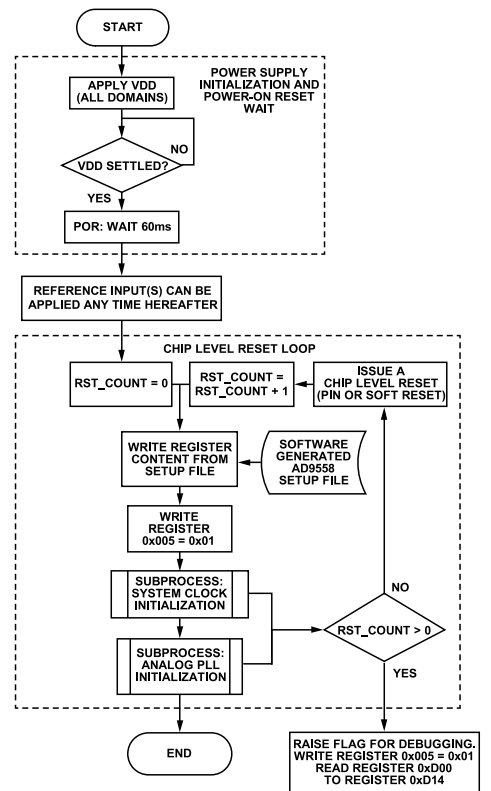 START
POWER SUPPLY
INITIALIZATION AND
POWER-ON RESET
WAIT
APPLY VDD
(ALL DOMAINS)
NO
VDD SETTLED?
YES
POR: WAIT 60ms
REFERENCE INPUT(S) CAN BE
APPLIED ANY TIME HEREAFTER
CHIP LEVEL RESET LOOP
RST_COUNT = 0
RST_COUNT =
RST_COUNT + 1
ISSUE A
CHIP LEVEL RESET
(PIN OR SOFT RESET)
WRITE REGISTER
CONTENT FROM
SETUP FILE
SOFTWARE
GENERATED
AD9558
SETUP FILE
WRITE
REGISTER
0x005 = 0x01
SUBPROCESS:
SYSTEM CLOCK
INITIALIZATION
NO
RST_COUNT > 0
SUBPROCESS:
ANALOG PLL
INITIALIZATION
YES
END
RAISE FLAG FOR DEBUGGING.
WRITE REGISTER 0x005 = 0x01
READ REGISTER 0xD00
TO REGISTER 0xD14